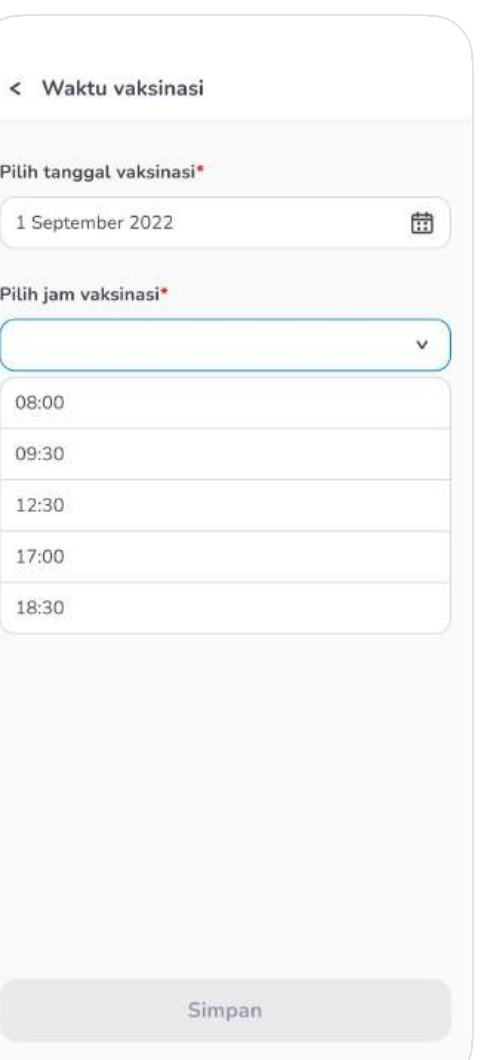 < Waktu vaksinasi
Pilih tanggal vaksinasi*
1 September 2022
Pilih jam vaksinasi*
08:00
09:30
12:30
17:00
18:30
Simpan